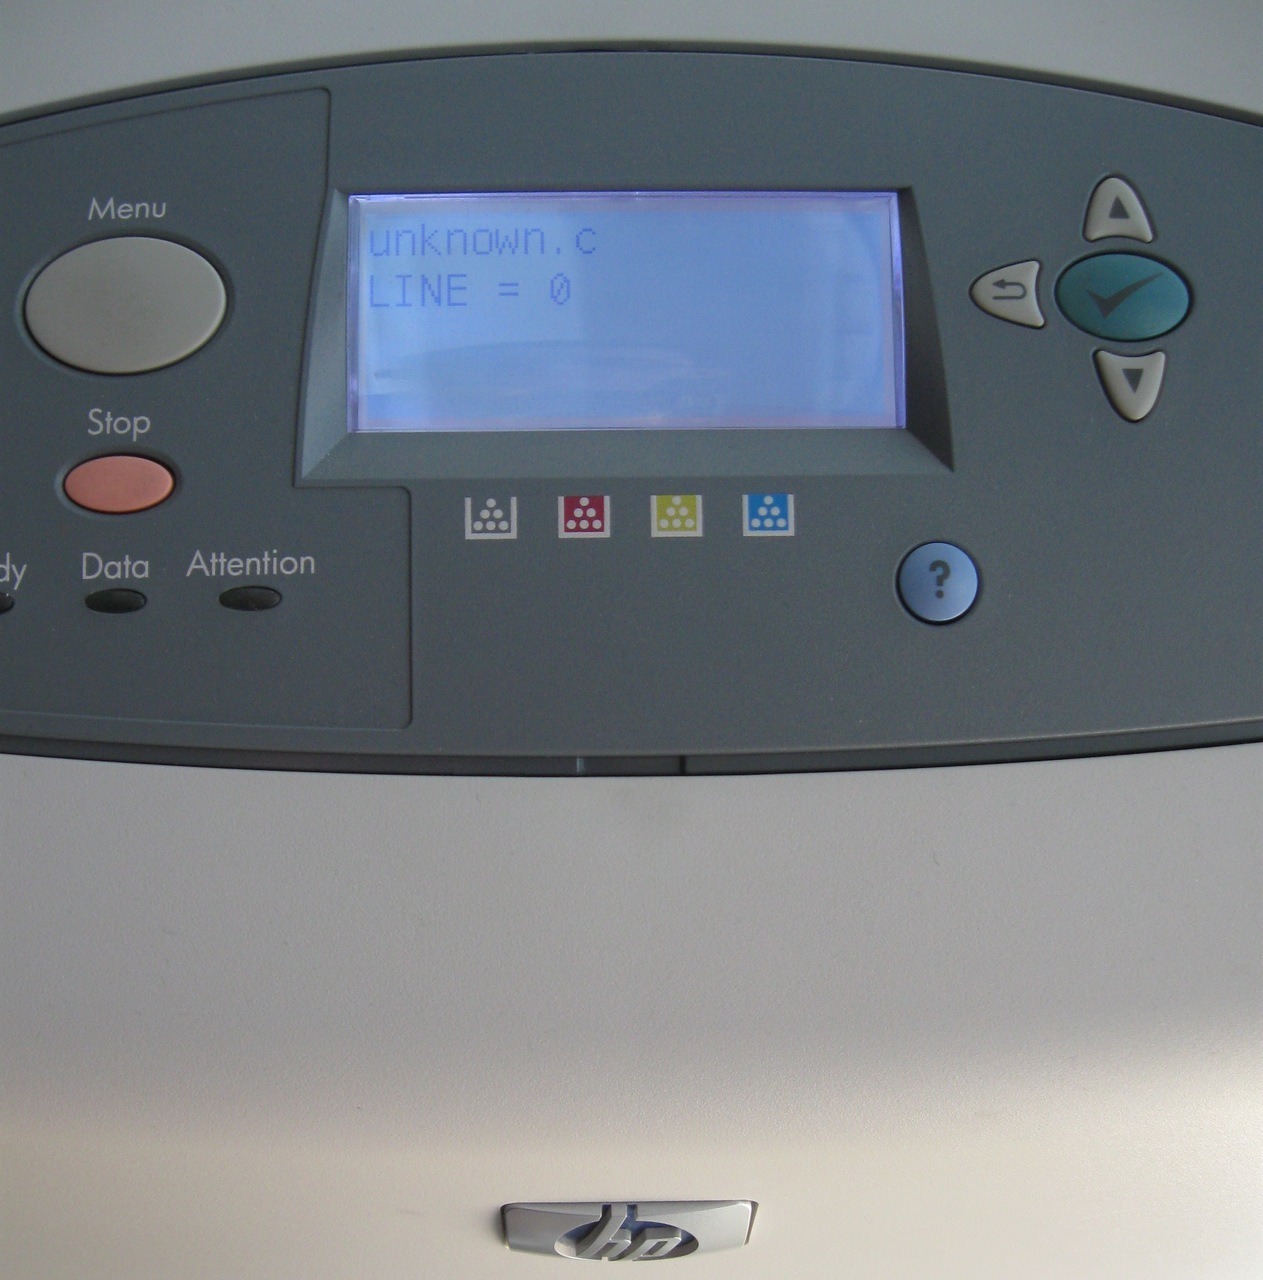 Menu
unknown.c
LINE = 0
Stop
dy
Data
Attention
?
hp